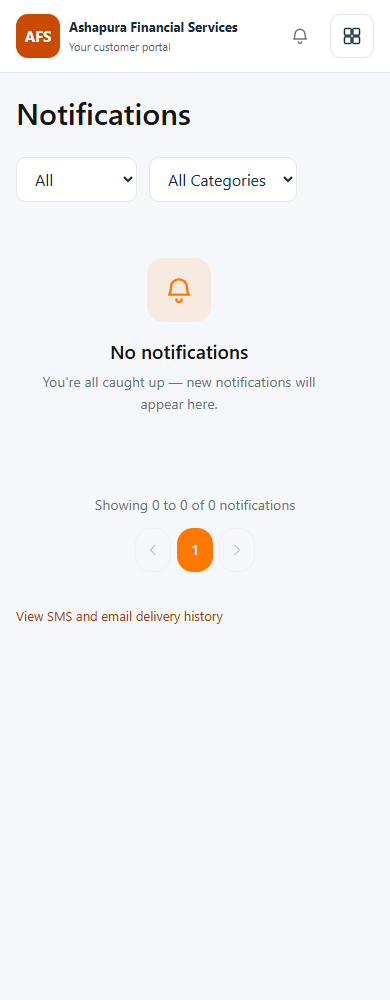 AFS
Ashapura Financial Services
Your customer portal
Notifications
All
All Categories
No notifications
You're all caught up — new notifications will
appear here.
Showing 0 to 0 of 0 notifications
1
View SMS and email delivery history